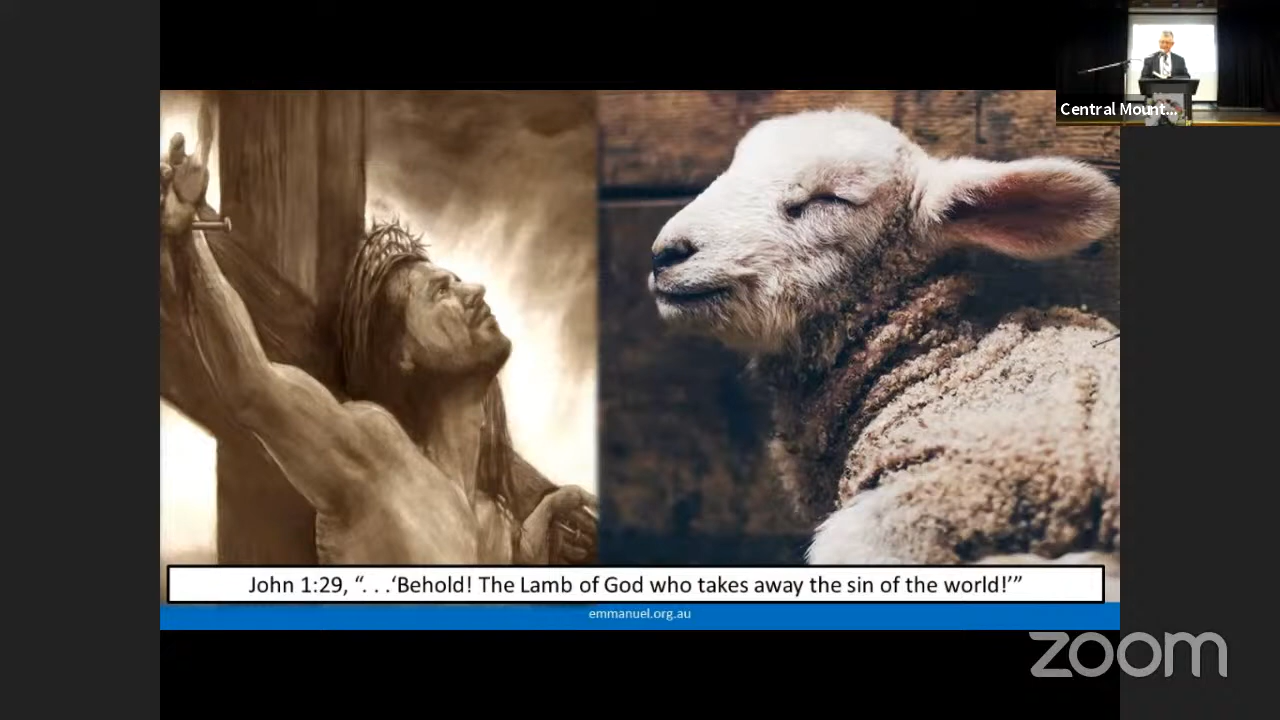 Central Mount...
John 1:29, “. . .‘Behold! The Lamb of God who takes away the sin of the world!’”
emmanuel.org.au
zoom